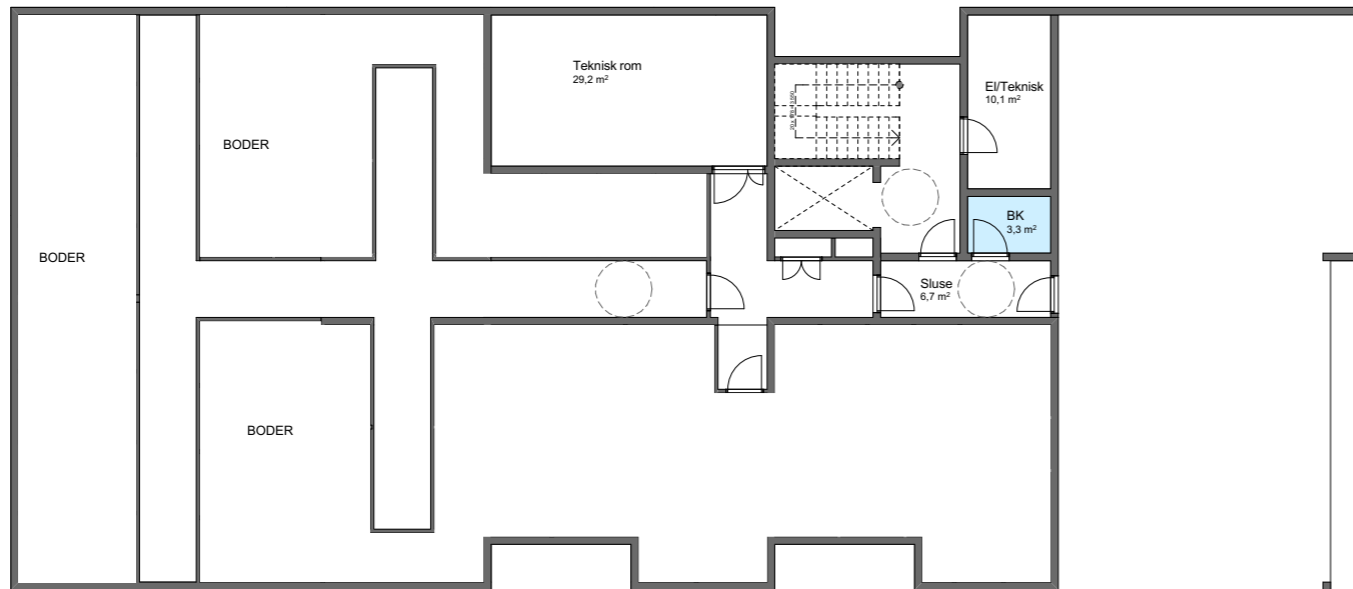 Teknisk rom
29,2 m²
El/Teknisk
10,1 m²
BODER
BK
3,3 m²
BODER
Sluse
6,7 m²
BODER